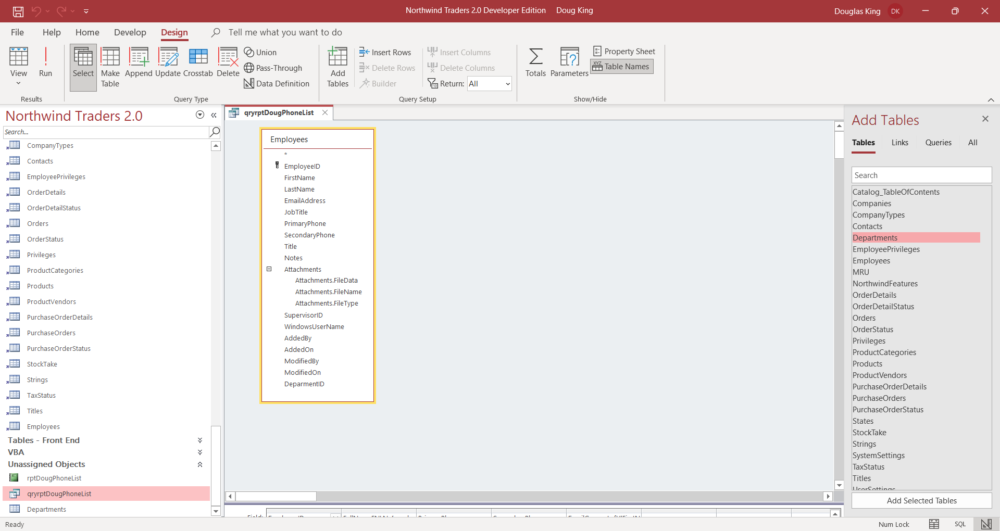 Northwind Traders 2.0 Developer Edition Doug King
Douglas King DK
File Help Home Develop Design Tell me what you want to do
View
Run
Results
Select
Make Table
Append
Update
Crosstab
Delete
Union
Pass-Through
Data Definition
Query Type
Add Tables
Insert Rows
Delete Rows
Builder
Insert Columns
Delete Columns
Return: All
Query Setup
Totals
Parameters
Property Sheet
XYZ Table Names
Show/Hide
Northwind Traders 2.0
Search...
CompanyTypes
Contacts
EmployeePrivileges
OrderDetails
OrderDetailStatus
Orders
OrderStatus
Privileges
ProductCategories
Products
ProductVendors
PurchaseOrderDetails
PurchaseOrders
PurchaseOrderStatus
StockTake
Strings
TaxStatus
Titles
Employees
Tables - Front End
VBA
Unassigned Objects
rptDougPhoneList
qryrptDougPhoneList
Departments
qryrptDougPhoneList
Employees
*
EmployeeID
FirstName
LastName
EmailAddress
JobTitle
PrimaryPhone
SecondaryPhone
Title
Notes
Attachments
Attachments.FileData
Attachments.FileName
Attachments.FileType
SupervisorID
WindowsUserName
AddedBy
AddedOn
ModifiedBy
ModifiedOn
DeparmentID
Add Tables
Tables Links Queries All
Search
Catalog_TableOfContents
Companies
CompanyTypes
Contacts
Departments
EmployeePrivileges
Employees
MRU
NorthwindFeatures
OrderDetails
OrderDetailStatus
Orders
OrderStatus
Privileges
ProductCategories
Products
ProductVendors
PurchaseOrderDetails
PurchaseOrders
PurchaseOrderStatus
States
StockTake
Strings
SystemSettings
TaxStatus
Titles
UserSettings
Add Selected Tables
Ready
Num Lock
SQL